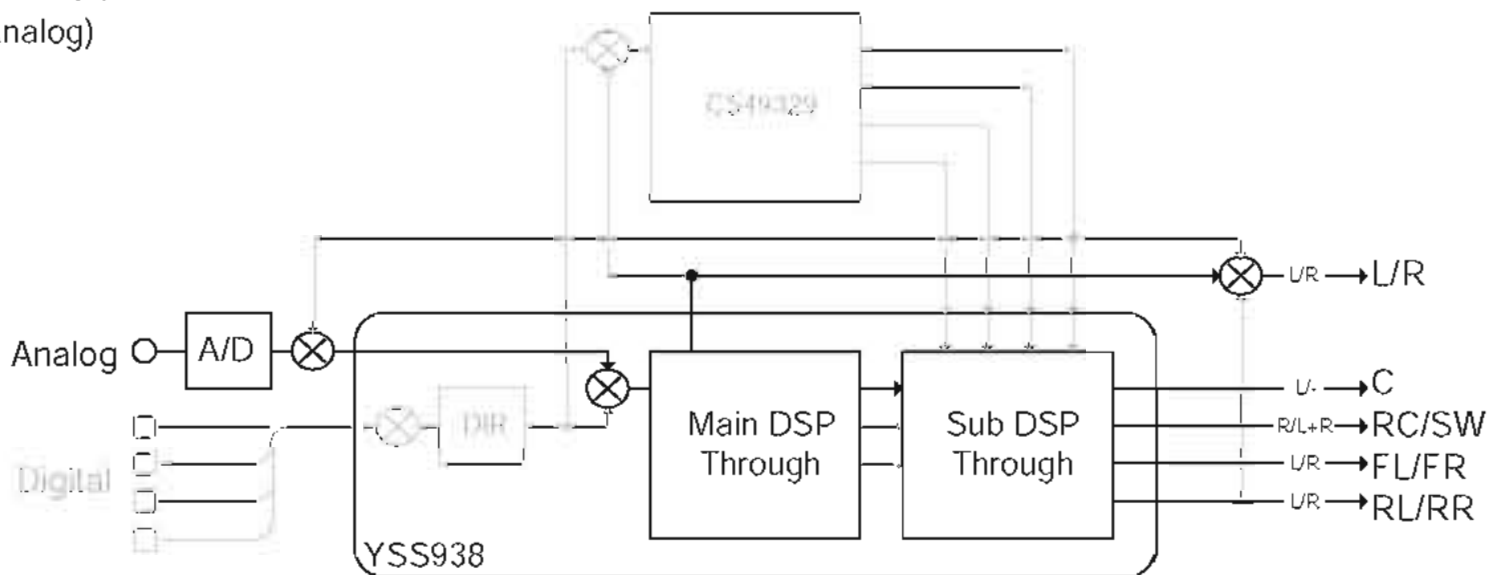 nalog)
CS49329
L/R L/R
Analog A/D
DIR
Digital
Main DSP
Through
Sub DSP
Through
L/- C
R/L+R RC/SW
L/R FL/FR
L/R RL/RR
YSS938